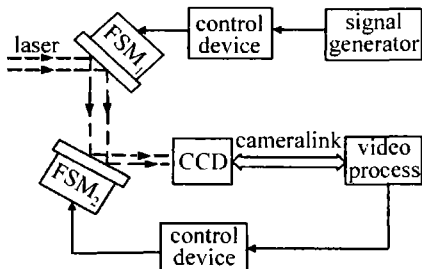 laser
FSM₁
control
device
signal
generator
FSM₂
CCD
cameralink
video
process
control
device